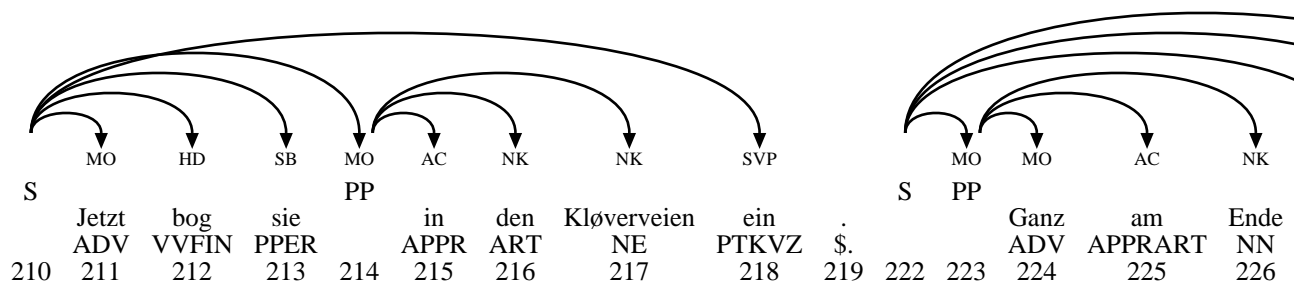 MO HD SB MO AC NK NK SVP MO MO AC NK
S PP S PP
Jetzt bog sie in den Kløverveien ein . Ganz am Ende
ADV VVFIN PPER APPR ART NE PTKVZ $. ADV APPRART NN
210 211 212 213 214 215 216 217 218 219 222 223 224 225 226